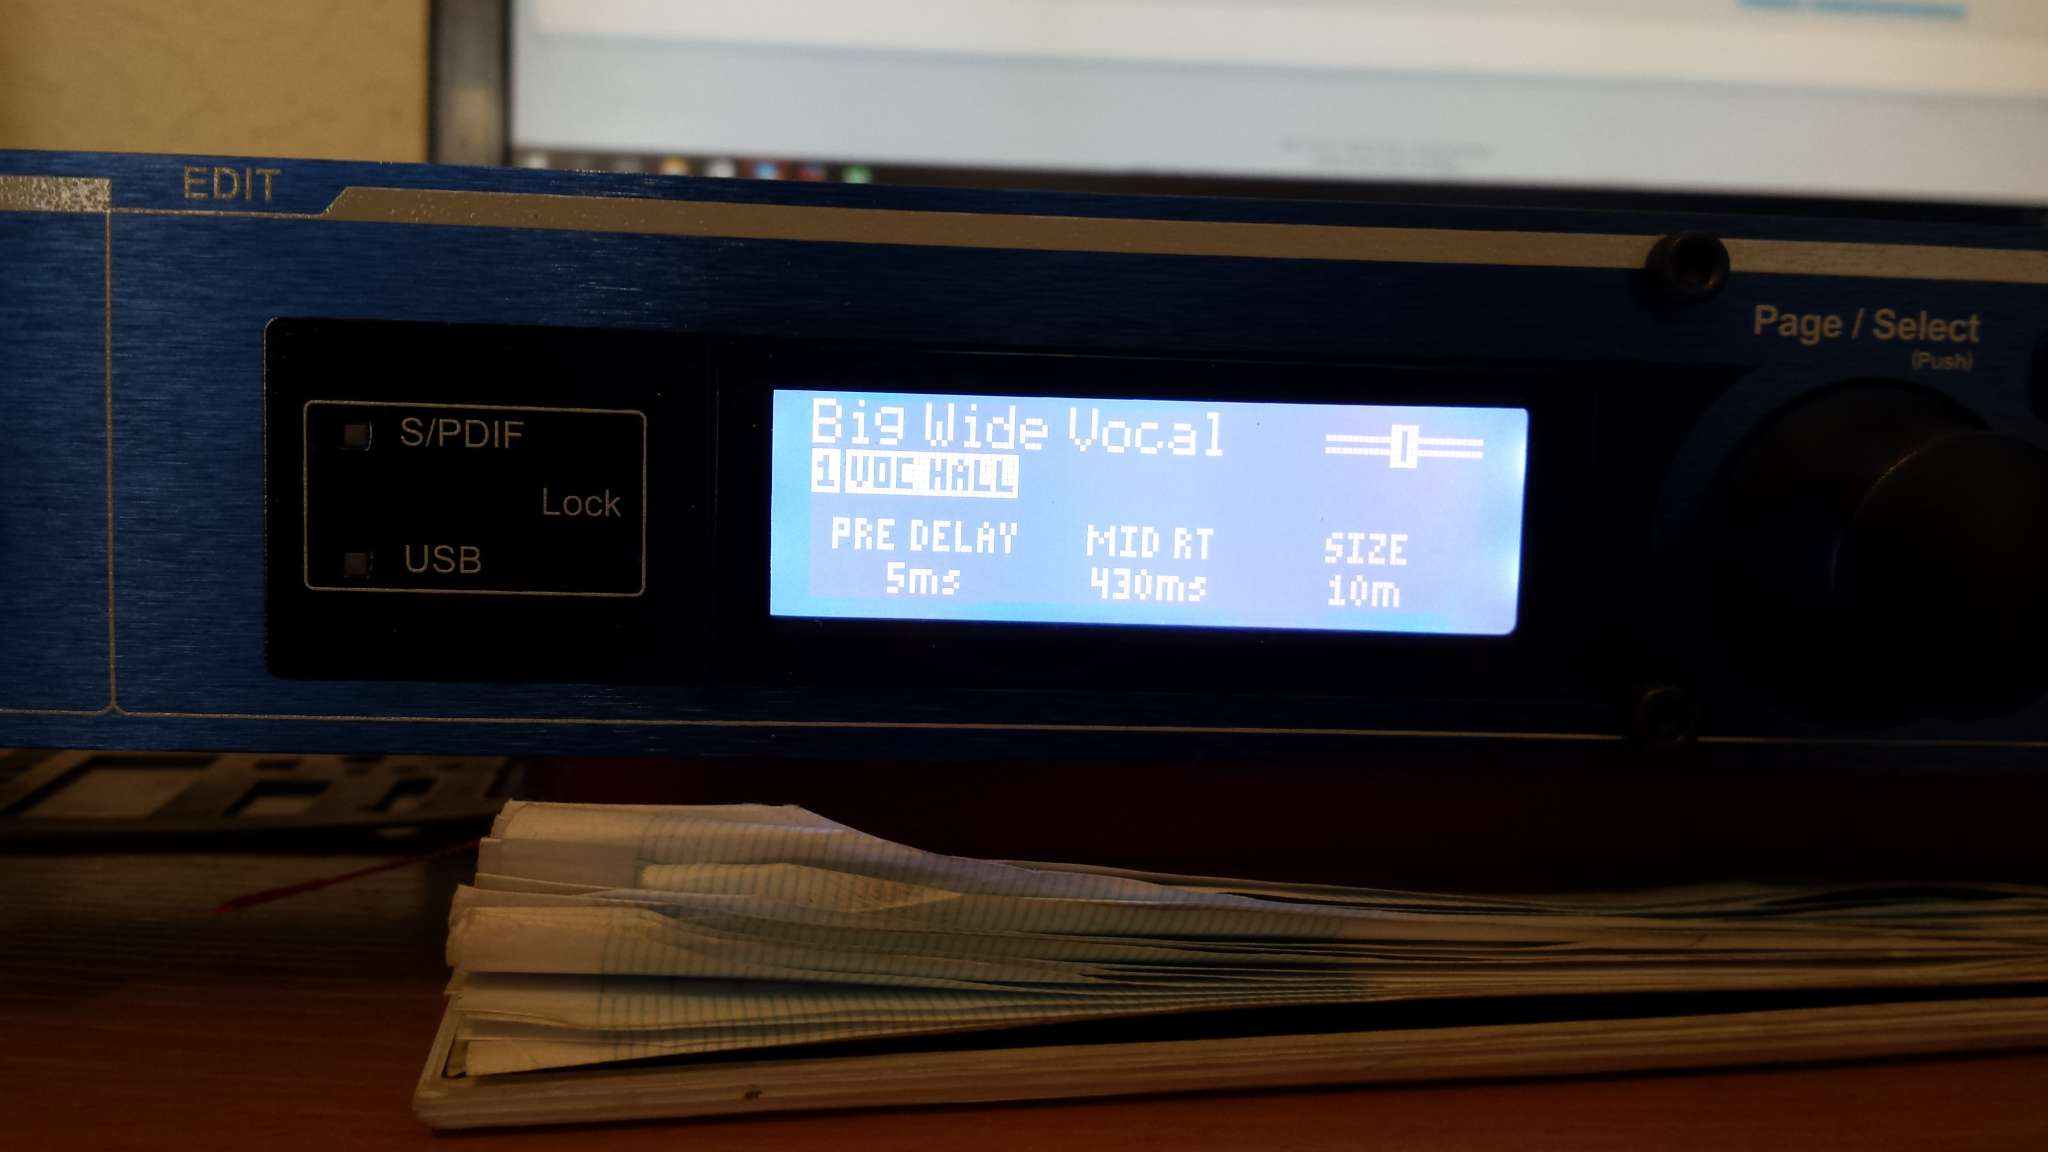 EDIT
Page / Select
(Push)
S/PDIF
Lock
USB
Big Wide Vocal
1 VOC HALL
PRE DELAY MID RT SIZE
5ms 430ms 10m